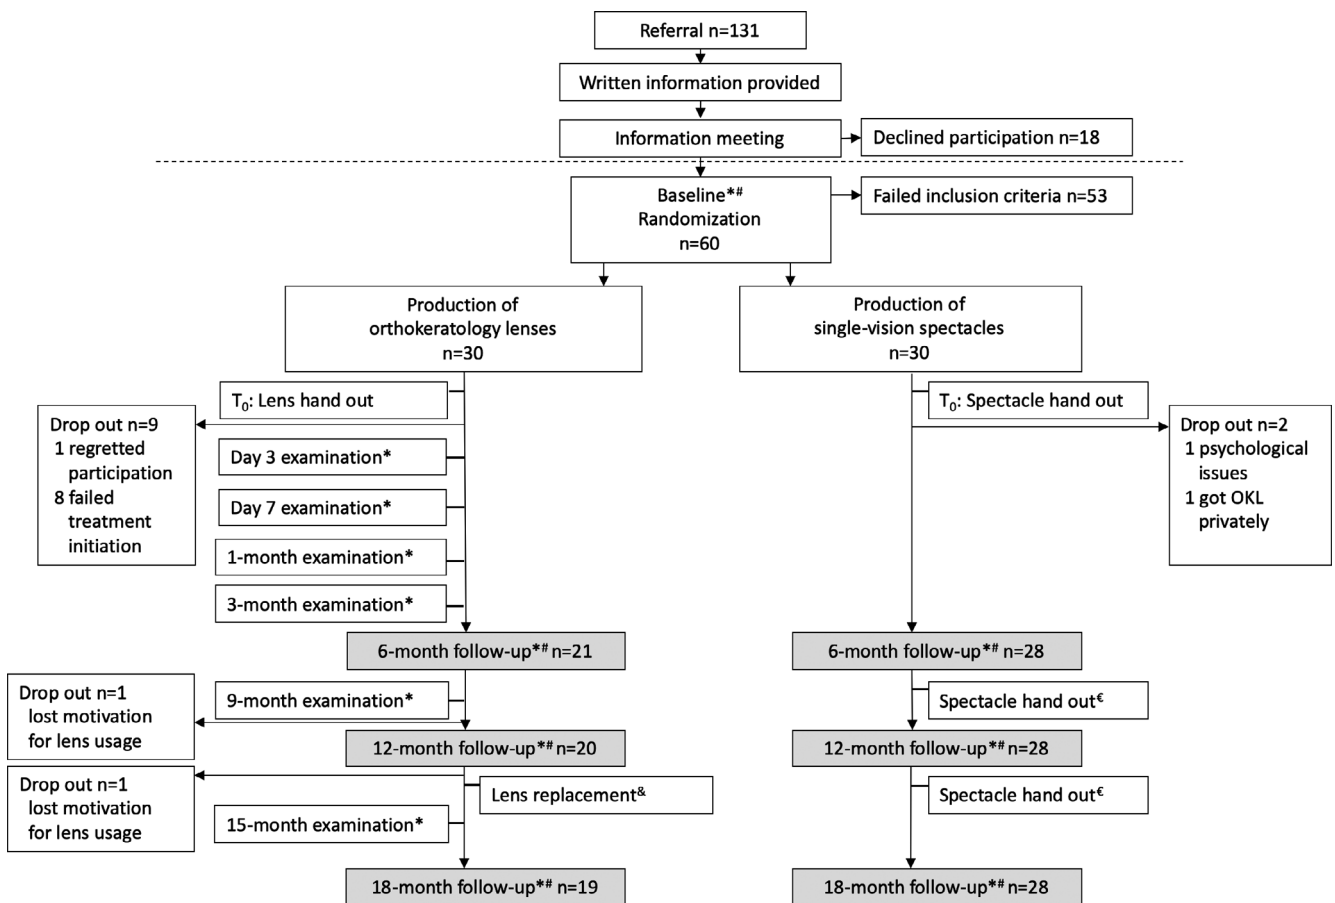 Referral n=131
Written information provided
Information meeting
Declined participation n=18
Baseline*#
Randomization
n=60
Failed inclusion criteria n=53
Production of
orthokeratology lenses
n=30
Production of
single-vision spectacles
n=30
T0: Lens hand out
T0: Spectacle hand out
Drop out n=9
1 regretted
participation
8 failed
treatment
initiation
Drop out n=2
1 psychological
issues
1 got OKL
privately
Day 3 examination*
Day 7 examination*
1-month examination*
3-month examination*
6-month follow-up*# n=21
6-month follow-up*# n=28
Drop out n=1
lost motivation
for lens usage
9-month examination*
Spectacle hand out€
12-month follow-up*# n=20
12-month follow-up*# n=28
Drop out n=1
lost motivation
for lens usage
Lens replacement&
Spectacle hand out€
15-month examination*
18-month follow-up*# n=19
18-month follow-up*# n=28